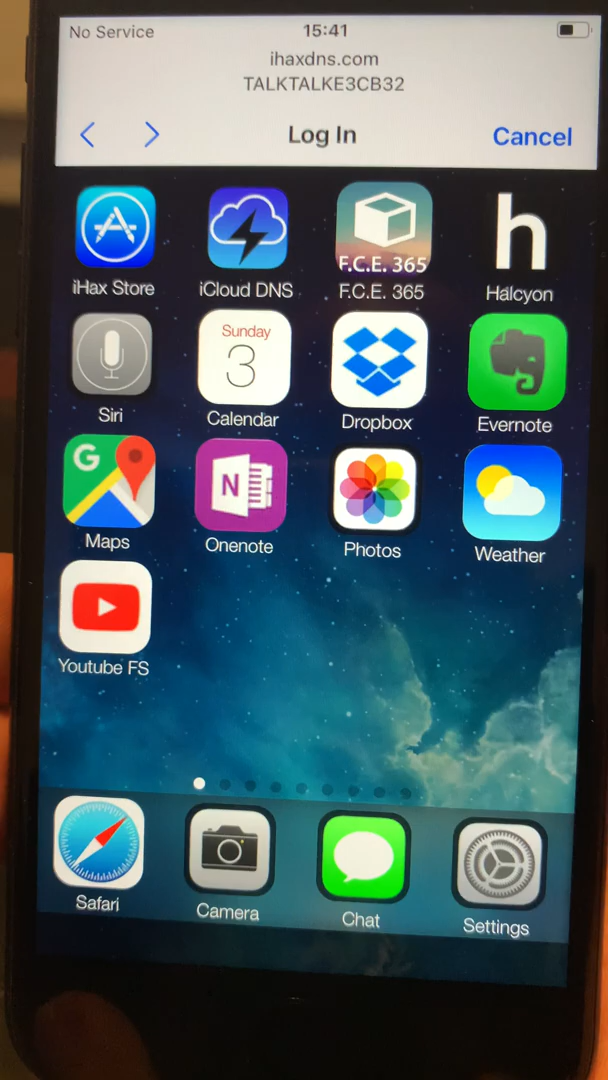 No Service 15:41
ihaxdns.com
TALKTALKE3CB32
Log In Cancel
F.C.E. 365 h
iHax Store iCloud DNS F.C.E. 365 Halcyon
Sunday
3
Siri Calendar Dropbox Evernote
G N
Maps Onenote Photos Weather
Youtube FS
Safari Camera Chat Settings